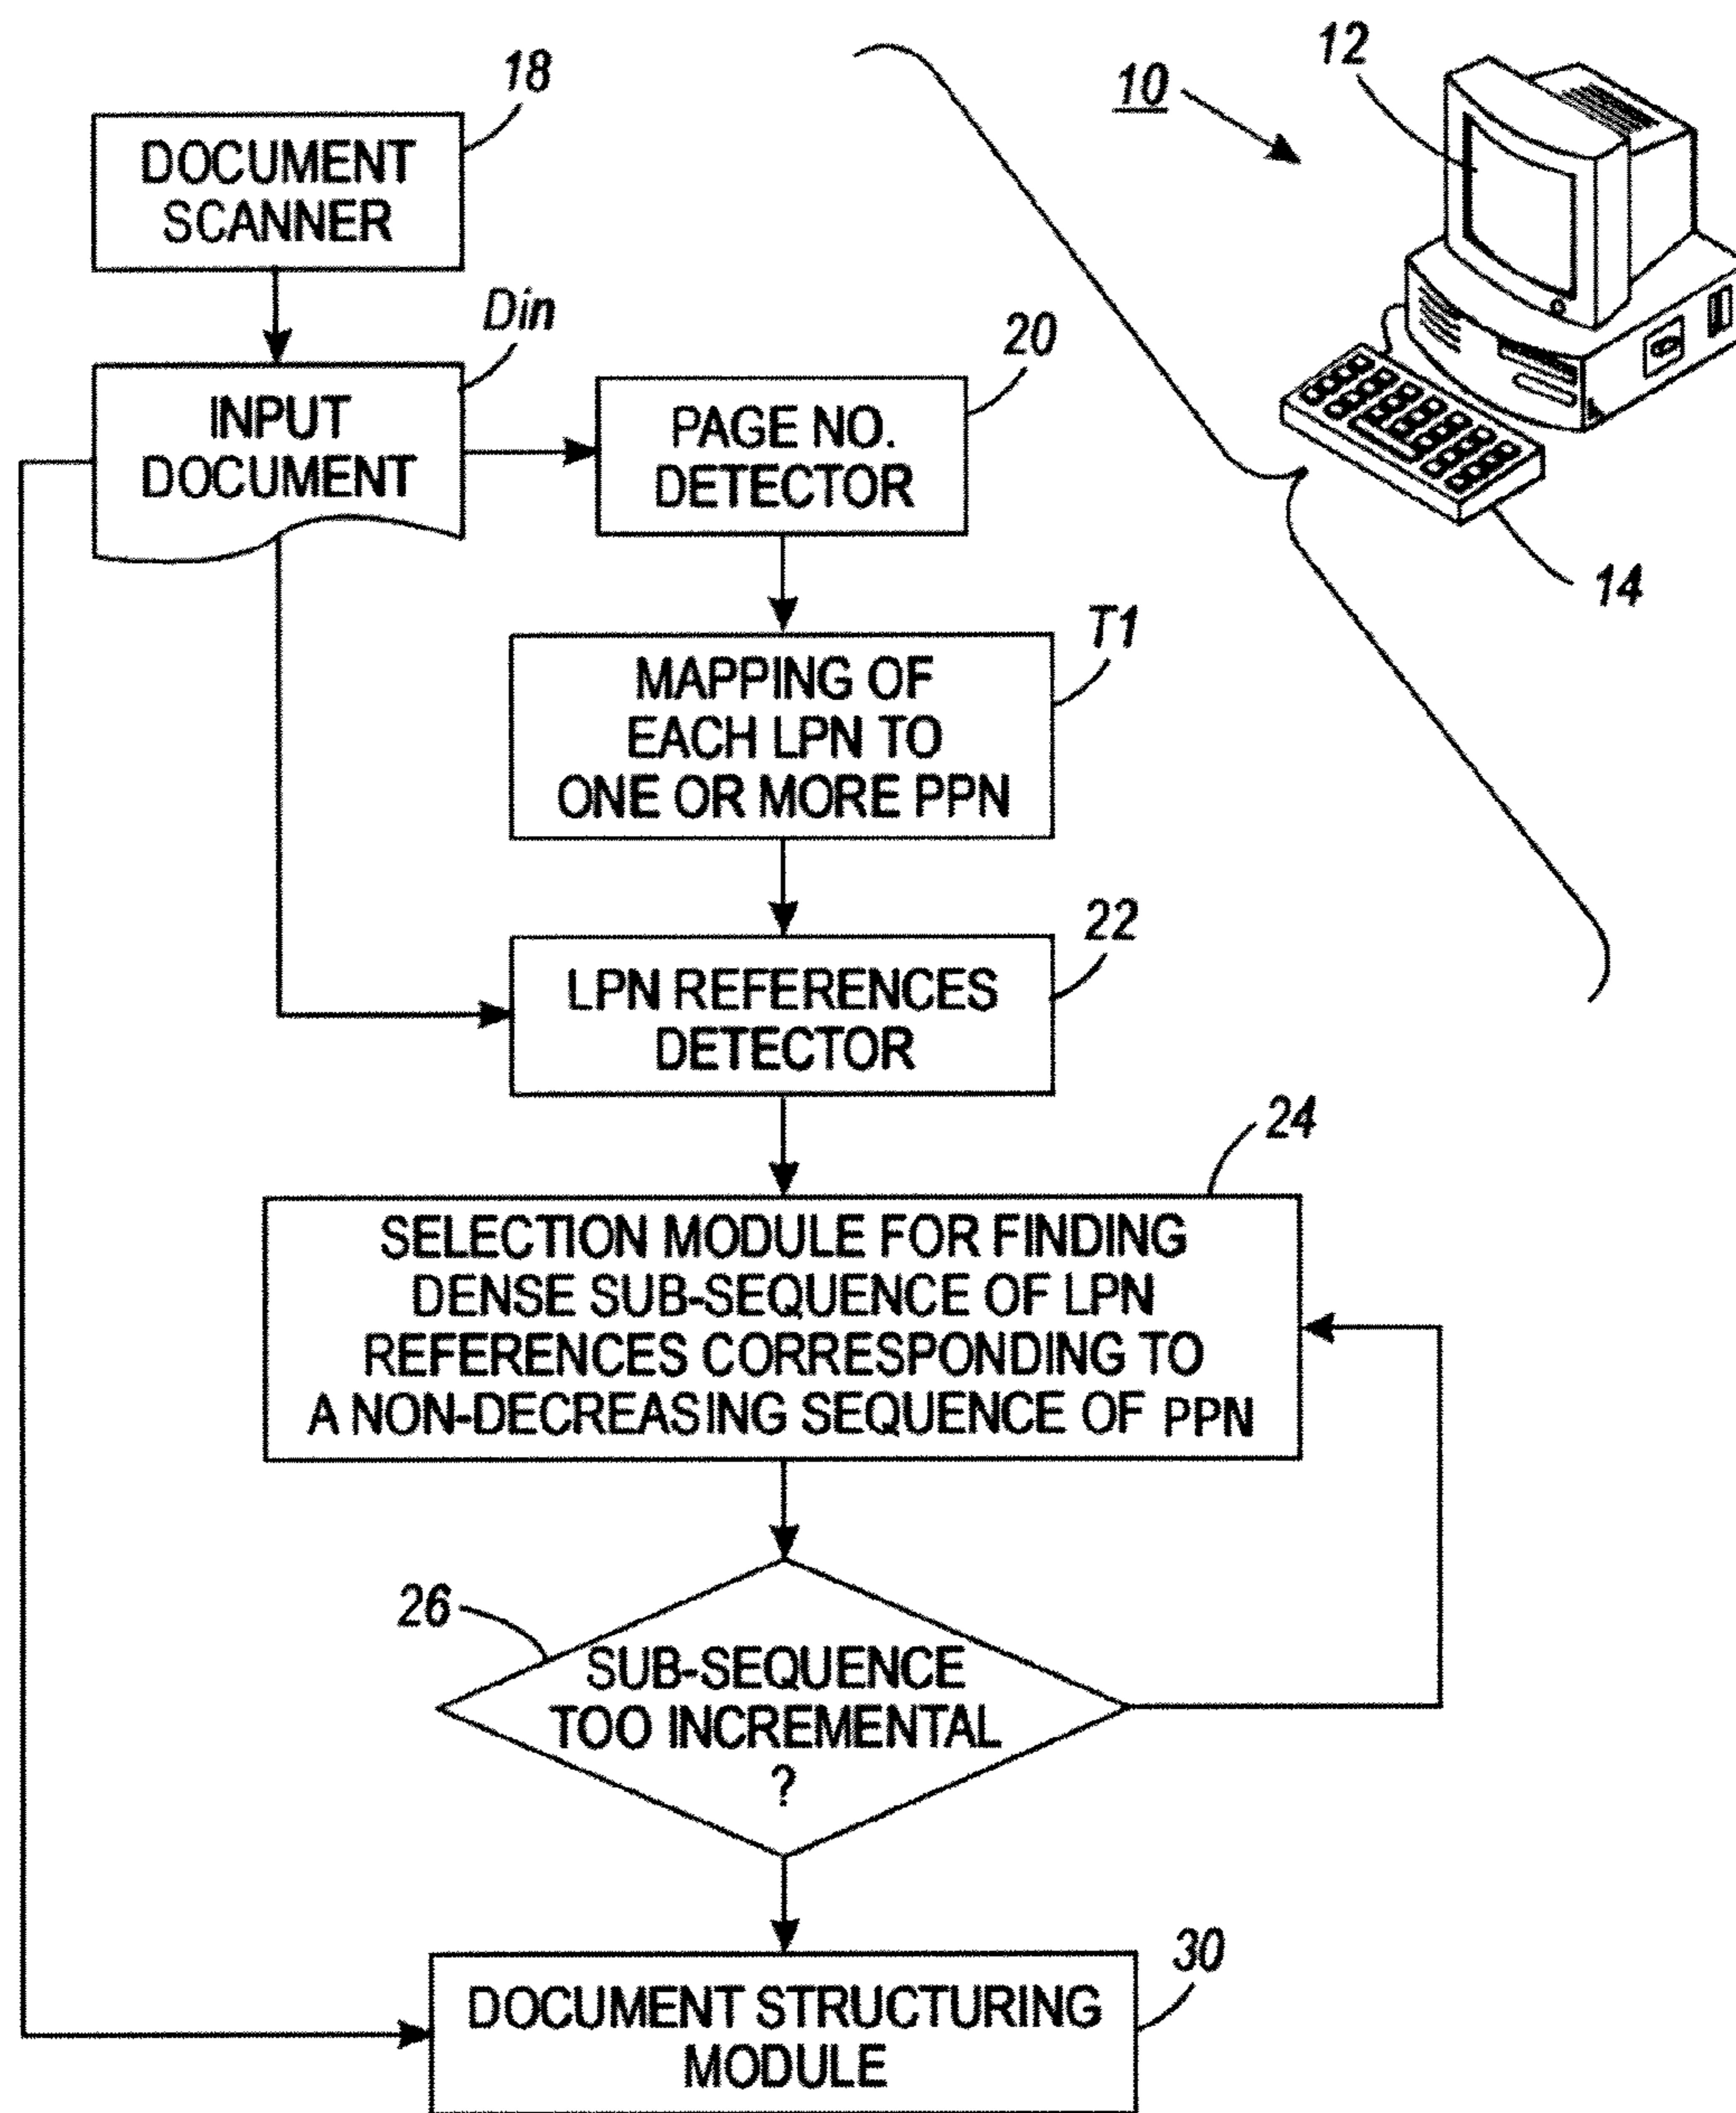 18
DOCUMENT
SCANNER
Din
INPUT
DOCUMENT
20
PAGE NO.
DETECTOR
10
12
14
T1
MAPPING OF
EACH LPN TO
ONE OR MORE PPN
22
LPN REFERENCES
DETECTOR
24
SELECTION MODULE FOR FINDING
DENSE SUB-SEQUENCE OF LPN
REFERENCES CORRESPONDING TO
A NON-DECREASING SEQUENCE OF PPN
26
SUB-SEQUENCE
TOO INCREMENTAL
?
30
DOCUMENT STRUCTURING
MODULE